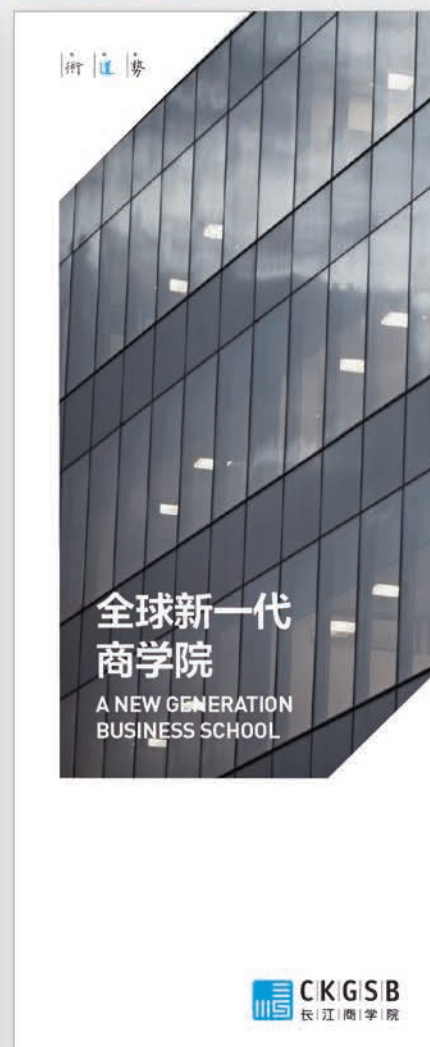 術 道 勢
全球新一代
商学院
A NEW GENERATION
BUSINESS SCHOOL
CKGSB
长江商学院